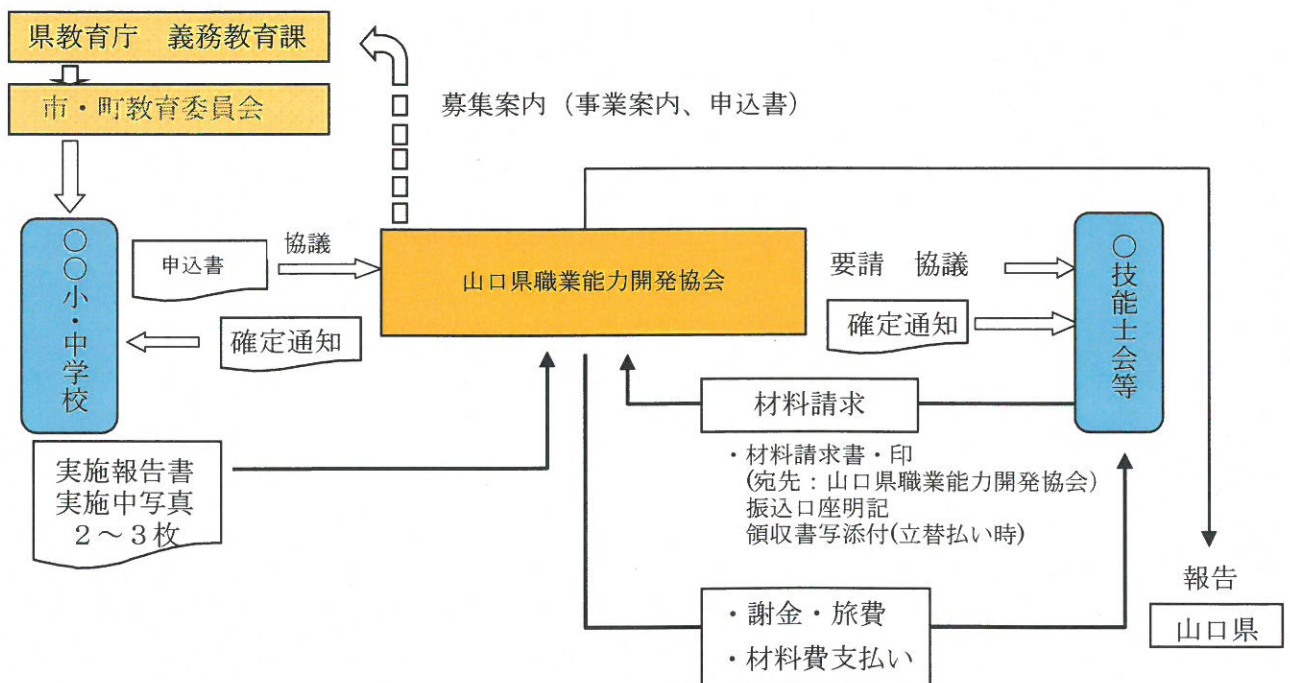 県教育庁　義務教育課
市・町教育委員会
募集案内（事業案内、申込書）
〇〇小・中学校
申込書
協議
確定通知
山口県職業能力開発協会
要請　協議
確定通知
〇技能士会等
材料請求
・材料請求書・印
(宛先：山口県職業能力開発協会）
振込口座明記
領収書写添付(立替払い時)
実施報告書
実施中写真
２～３枚
・謝金・旅費
・材料費支払い
報告
山口県